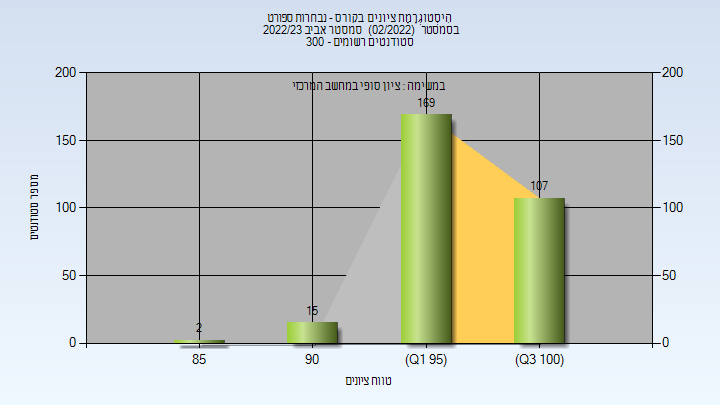 היסטוגרמת ציונים בקורס - נבחרות ספורט
בסמסטר (02/2022) סמסטר אביב 2022/23
סטודנטים רשומים - 300
במשימה : ציון סופי במחשב המרכזי
200
150
100
50
0
200
150
100
50
0
מספר סטודנטים
2
15
169
107
85
90
(Q1 95)
(Q3 100)
טווח ציונים